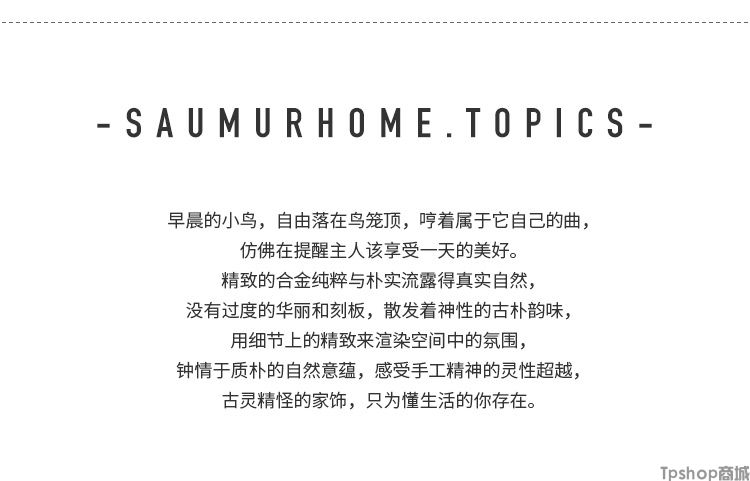 -SAUMURHOME.TOPICS-
早晨的小鸟，自由落在鸟笼顶，哼着属于它自己的曲，
仿佛在提醒主人该享受一天的美好。
精致的合金纯粹与朴实流露得真实自然，
没有过度的华丽和刻板，散发着神性的古朴韵味，
用细节上的精致来渲染空间中的氛围，
钟情于质朴的自然意蕴，感受手工精神的灵性超越，
古灵精怪的家饰，只为懂生活的你存在。
Tpshop商城